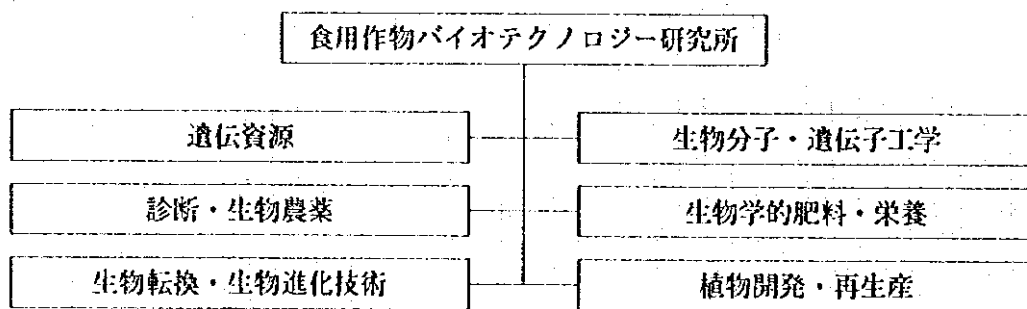 食用作物バイオテクノロジー研究所
遺伝資源
生物分子・遺伝子工学
診断・生物農薬
生物学的肥料・栄養
生物転換・生物進化技術
植物開発・再生産